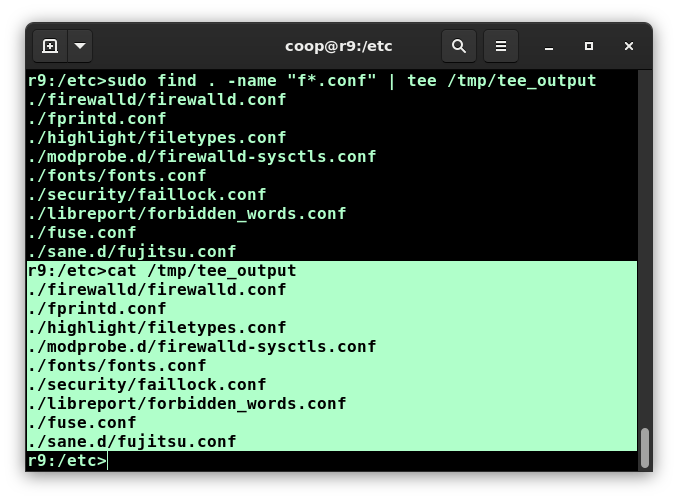 coop@r9:/etc
r9:/etc>sudo find . -name "f*.conf" | tee /tmp/tee_output
./firewalld/firewalld.conf
./fprintd.conf
./highlight/filetypes.conf
./modprobe.d/firewalld-sysctls.conf
./fonts/fonts.conf
./security/faillock.conf
./libreport/forbidden_words.conf
./fuse.conf
./sane.d/fujitsu.conf
r9:/etc>cat /tmp/tee_output
./firewalld/firewalld.conf
./fprintd.conf
./highlight/filetypes.conf
./modprobe.d/firewalld-sysctls.conf
./fonts/fonts.conf
./security/faillock.conf
./libreport/forbidden_words.conf
./fuse.conf
./sane.d/fujitsu.conf
r9:/etc>